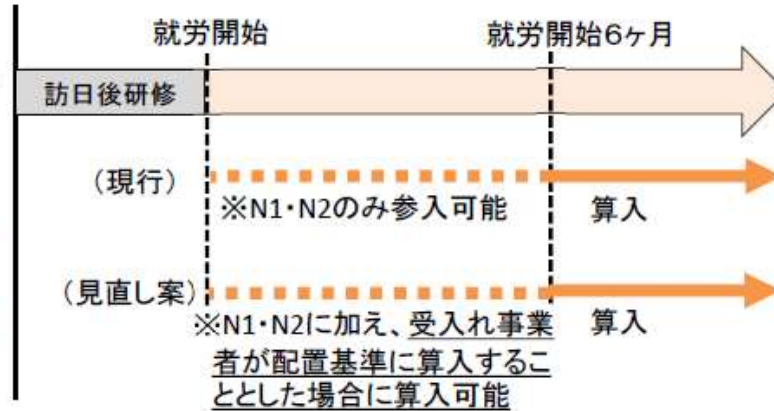 就労開始
就労開始6ヶ月
訪日後研修
（現行）
※N1・N2のみ参入可能
算入
（見直し案）
※N1・N2に加え、受入れ事業
者が配置基準に算入するこ
ととした場合に算入可能
算入